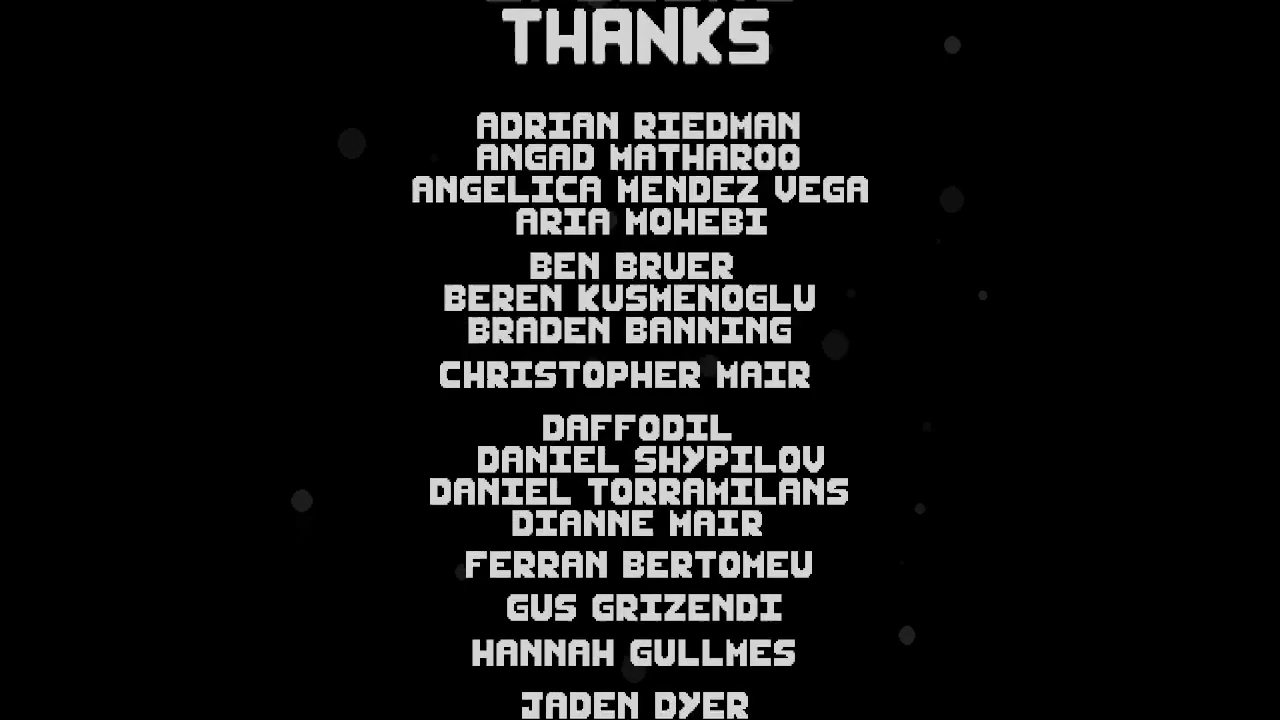 THANKS
ADRIAN RIEDMAN
ANGAD MATHAROO
ANGELICA MENDEZ VEGA
ARIA MOHEBI
BEN BRUER
BEREN KUSMENOGLU
BRADEN BANNING
CHRISTOPHER MAIR
DAFFODIL
DANIEL SHYPILOV
DANIEL TORRAMILANS
DIANNE MAIR
FERRAN BERTOMEU
GUS GRIZENDI
HANNAH GULLMES
JADEN DYER